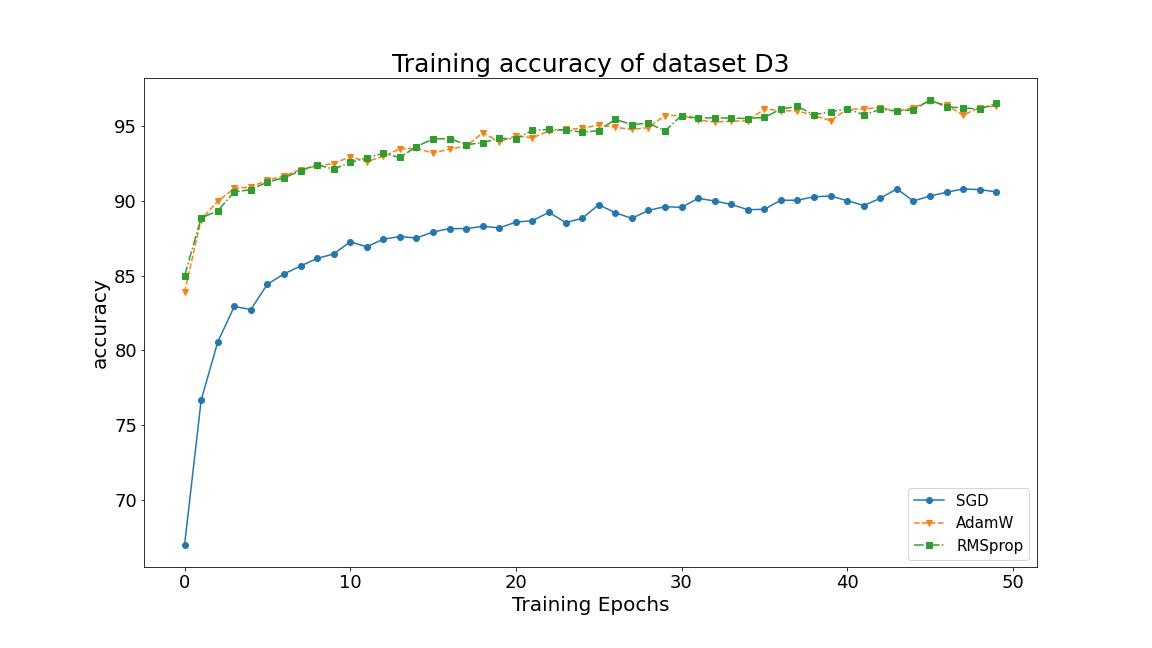 Training accuracy of dataset D3
accuracy
95
90
85
80
75
70
SGD
AdamW
RMSprop
0 10 20 30 40 50
Training Epochs